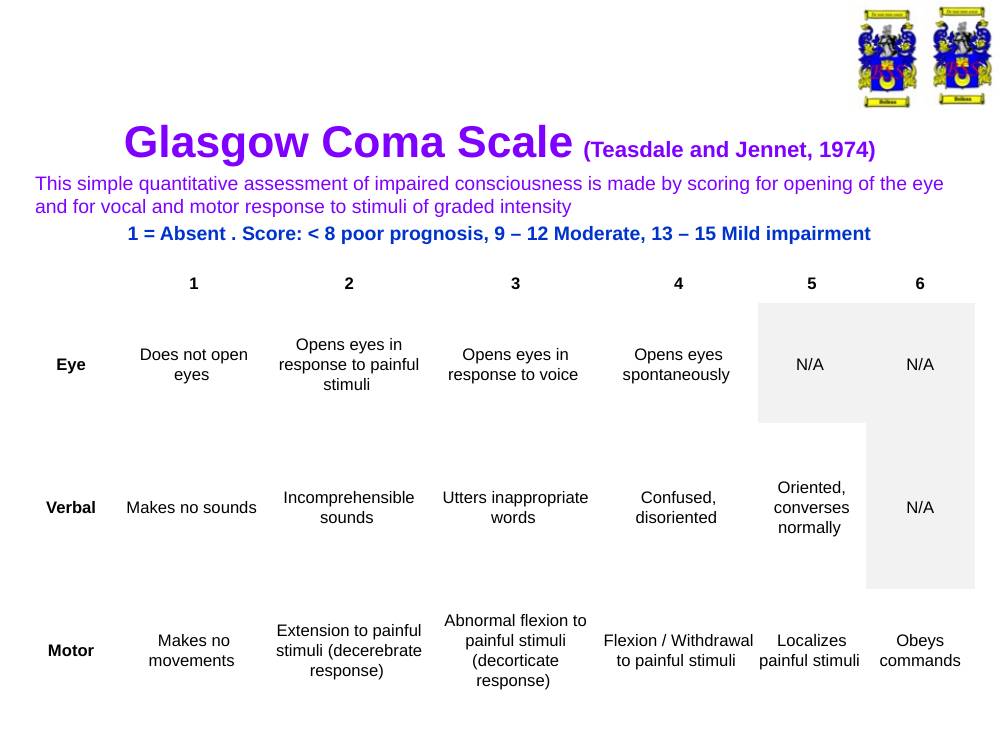 Glasgow Coma Scale (Teasdale and Jennet, 1974)
This simple quantitative assessment of impaired consciousness is made by scoring for opening of the eye
and for vocal and motor response to stimuli of graded intensity
1 = Absent . Score: < 8 poor prognosis, 9 – 12 Moderate, 13 – 15 Mild impairment
1 2 3 4 5 6
Eye
Does not open
eyes
Opens eyes in
response to painful
stimuli
Opens eyes in
response to voice
Opens eyes
spontaneously
N/A
N/A
Verbal
Makes no sounds
Incomprehensible
sounds
Utters inappropriate
words
Confused,
disoriented
Oriented,
converses
normally
N/A
Motor
Makes no
movements
Extension to painful
stimuli (decerebrate
response)
Abnormal flexion to
painful stimuli
(decorticate
response)
Flexion / Withdrawal
to painful stimuli
Localizes
painful stimuli
Obeys
commands